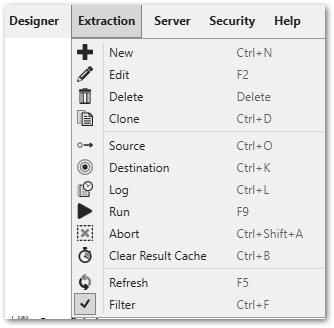 Designer Extraction Server Security Help
New Ctrl+N
Edit F2
Delete Delete
Clone Ctrl+D
Source Ctrl+O
Destination Ctrl+K
Log Ctrl+L
Run F9
Abort Ctrl+Shift+A
Clear Result Cache Ctrl+B
Refresh F5
Filter Ctrl+F